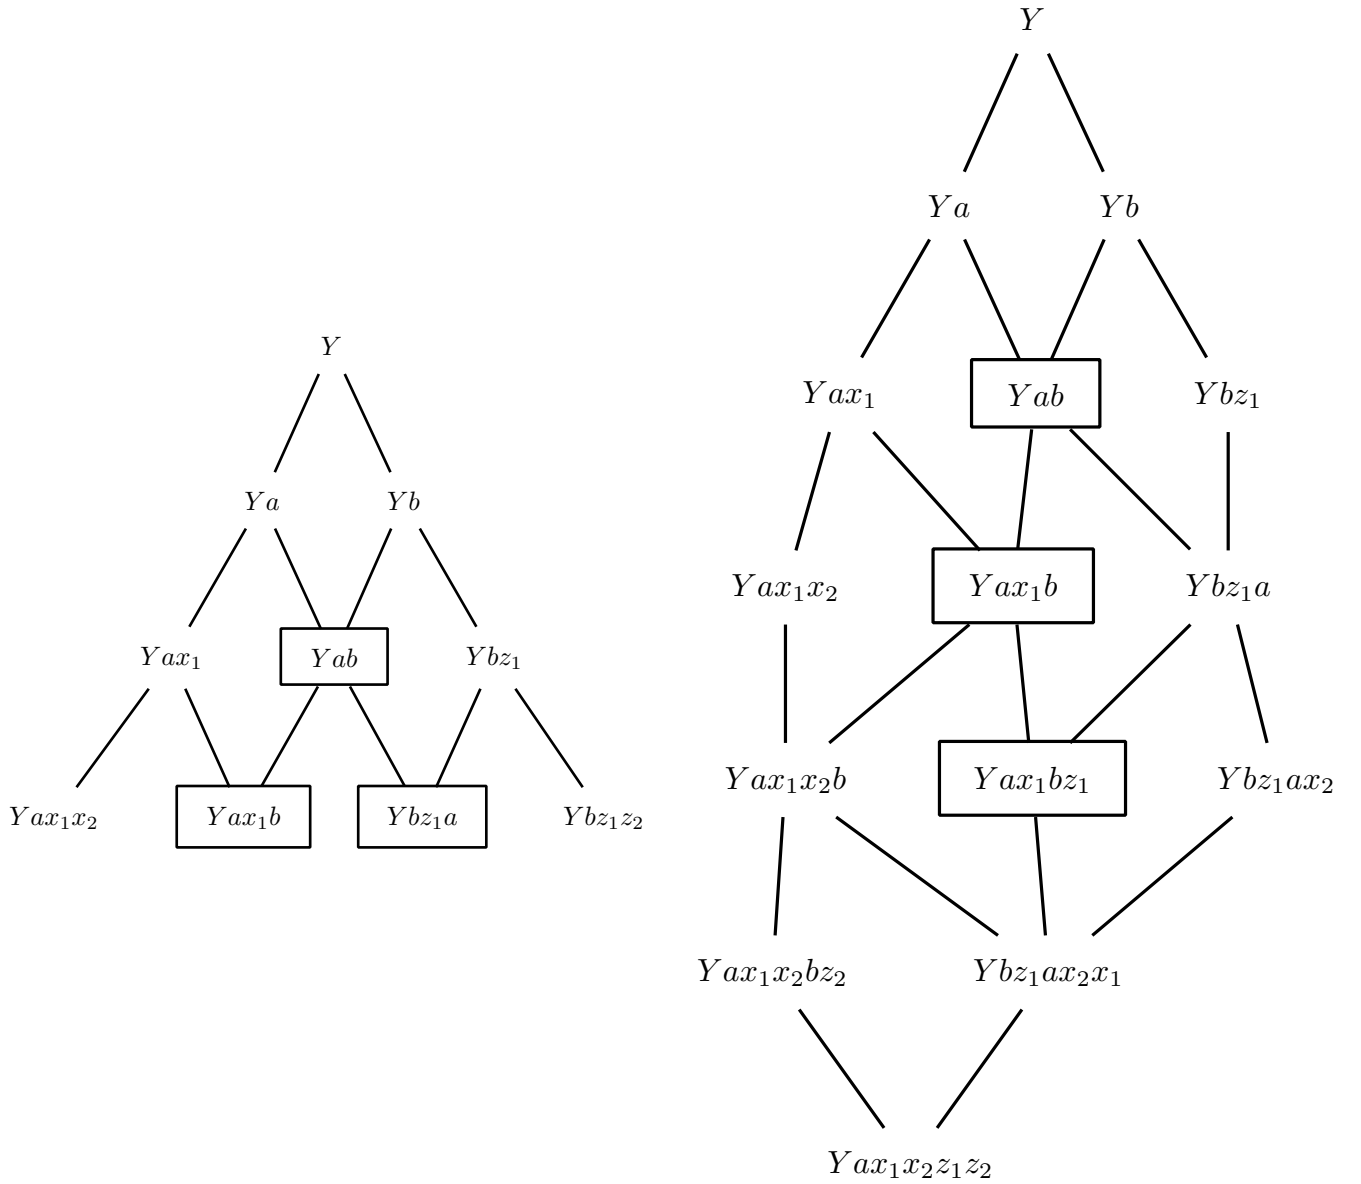 Y
Ya Yb
Yax₁ Yab Ybz₁
Yax₁x₂ Yax₁b Ybz₁a Ybz₁z₂
Y
Ya Yb
Yax₁ Yab Ybz₁
Yax₁x₂ Yax₁b Ybz₁a
Yax₁x₂b Yax₁bz₁ Ybz₁ax₂
Yax₁x₂bz₂ Ybz₁ax₂x₁
Yax₁x₂z₁z₂